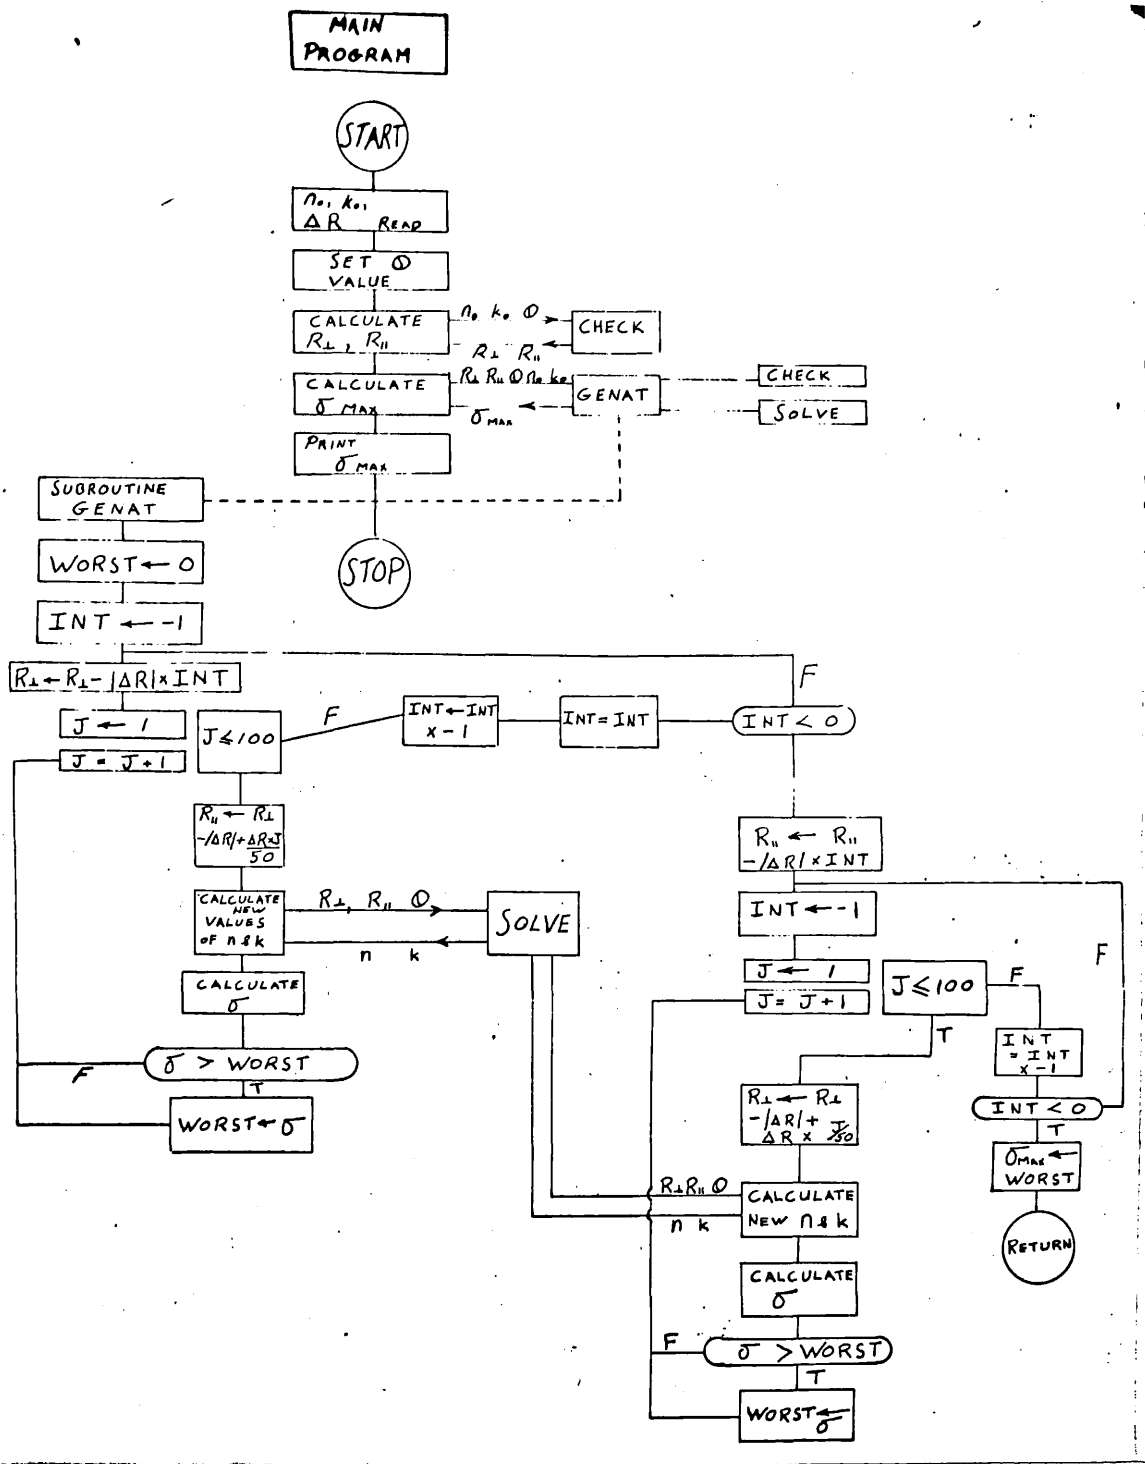 MAIN
PROGRAM
START
n₀, k₀,
ΔR READ
SET Φ
VALUE
CALCULATE
R⊥, R∥
n₀ k₀ Φ
R⊥ R∥
CHECK
CALCULATE
σ MAX
R⊥ R∥ Φ n₀ k₀
σ MAX
GENAT
CHECK
SOLVE
PRINT
σ MAX
STOP
SUBROUTINE
GENAT
WORST ← 0
INT ← -1
R⊥ ← R⊥ - |ΔR| × INT
J ← 1
J = J + 1
J ≤ 100
F
INT ← INT
x - 1
INT = INT
INT < 0
F
R∥ ← R⊥
-|ΔR| + ΔR×J
50
CALCULATE
NEW
VALUES
OF n & k
R⊥, R∥ Φ
n k
SOLVE
CALCULATE
σ
σ > WORST
F
T
WORST ← σ
R∥ ← R∥
-|ΔR| × INT
INT ← -1
J ← 1
J = J + 1
J ≤ 100
F
T
F
INT
= INT
x -1
INT < 0
T
σ MAX ←
WORST
RETURN
R⊥ ← R⊥
-|ΔR| +
ΔR × J/50
R⊥ R∥ Φ
n k
CALCULATE
NEW n & k
CALCULATE
σ
σ > WORST
F
T
WORST ←
σ